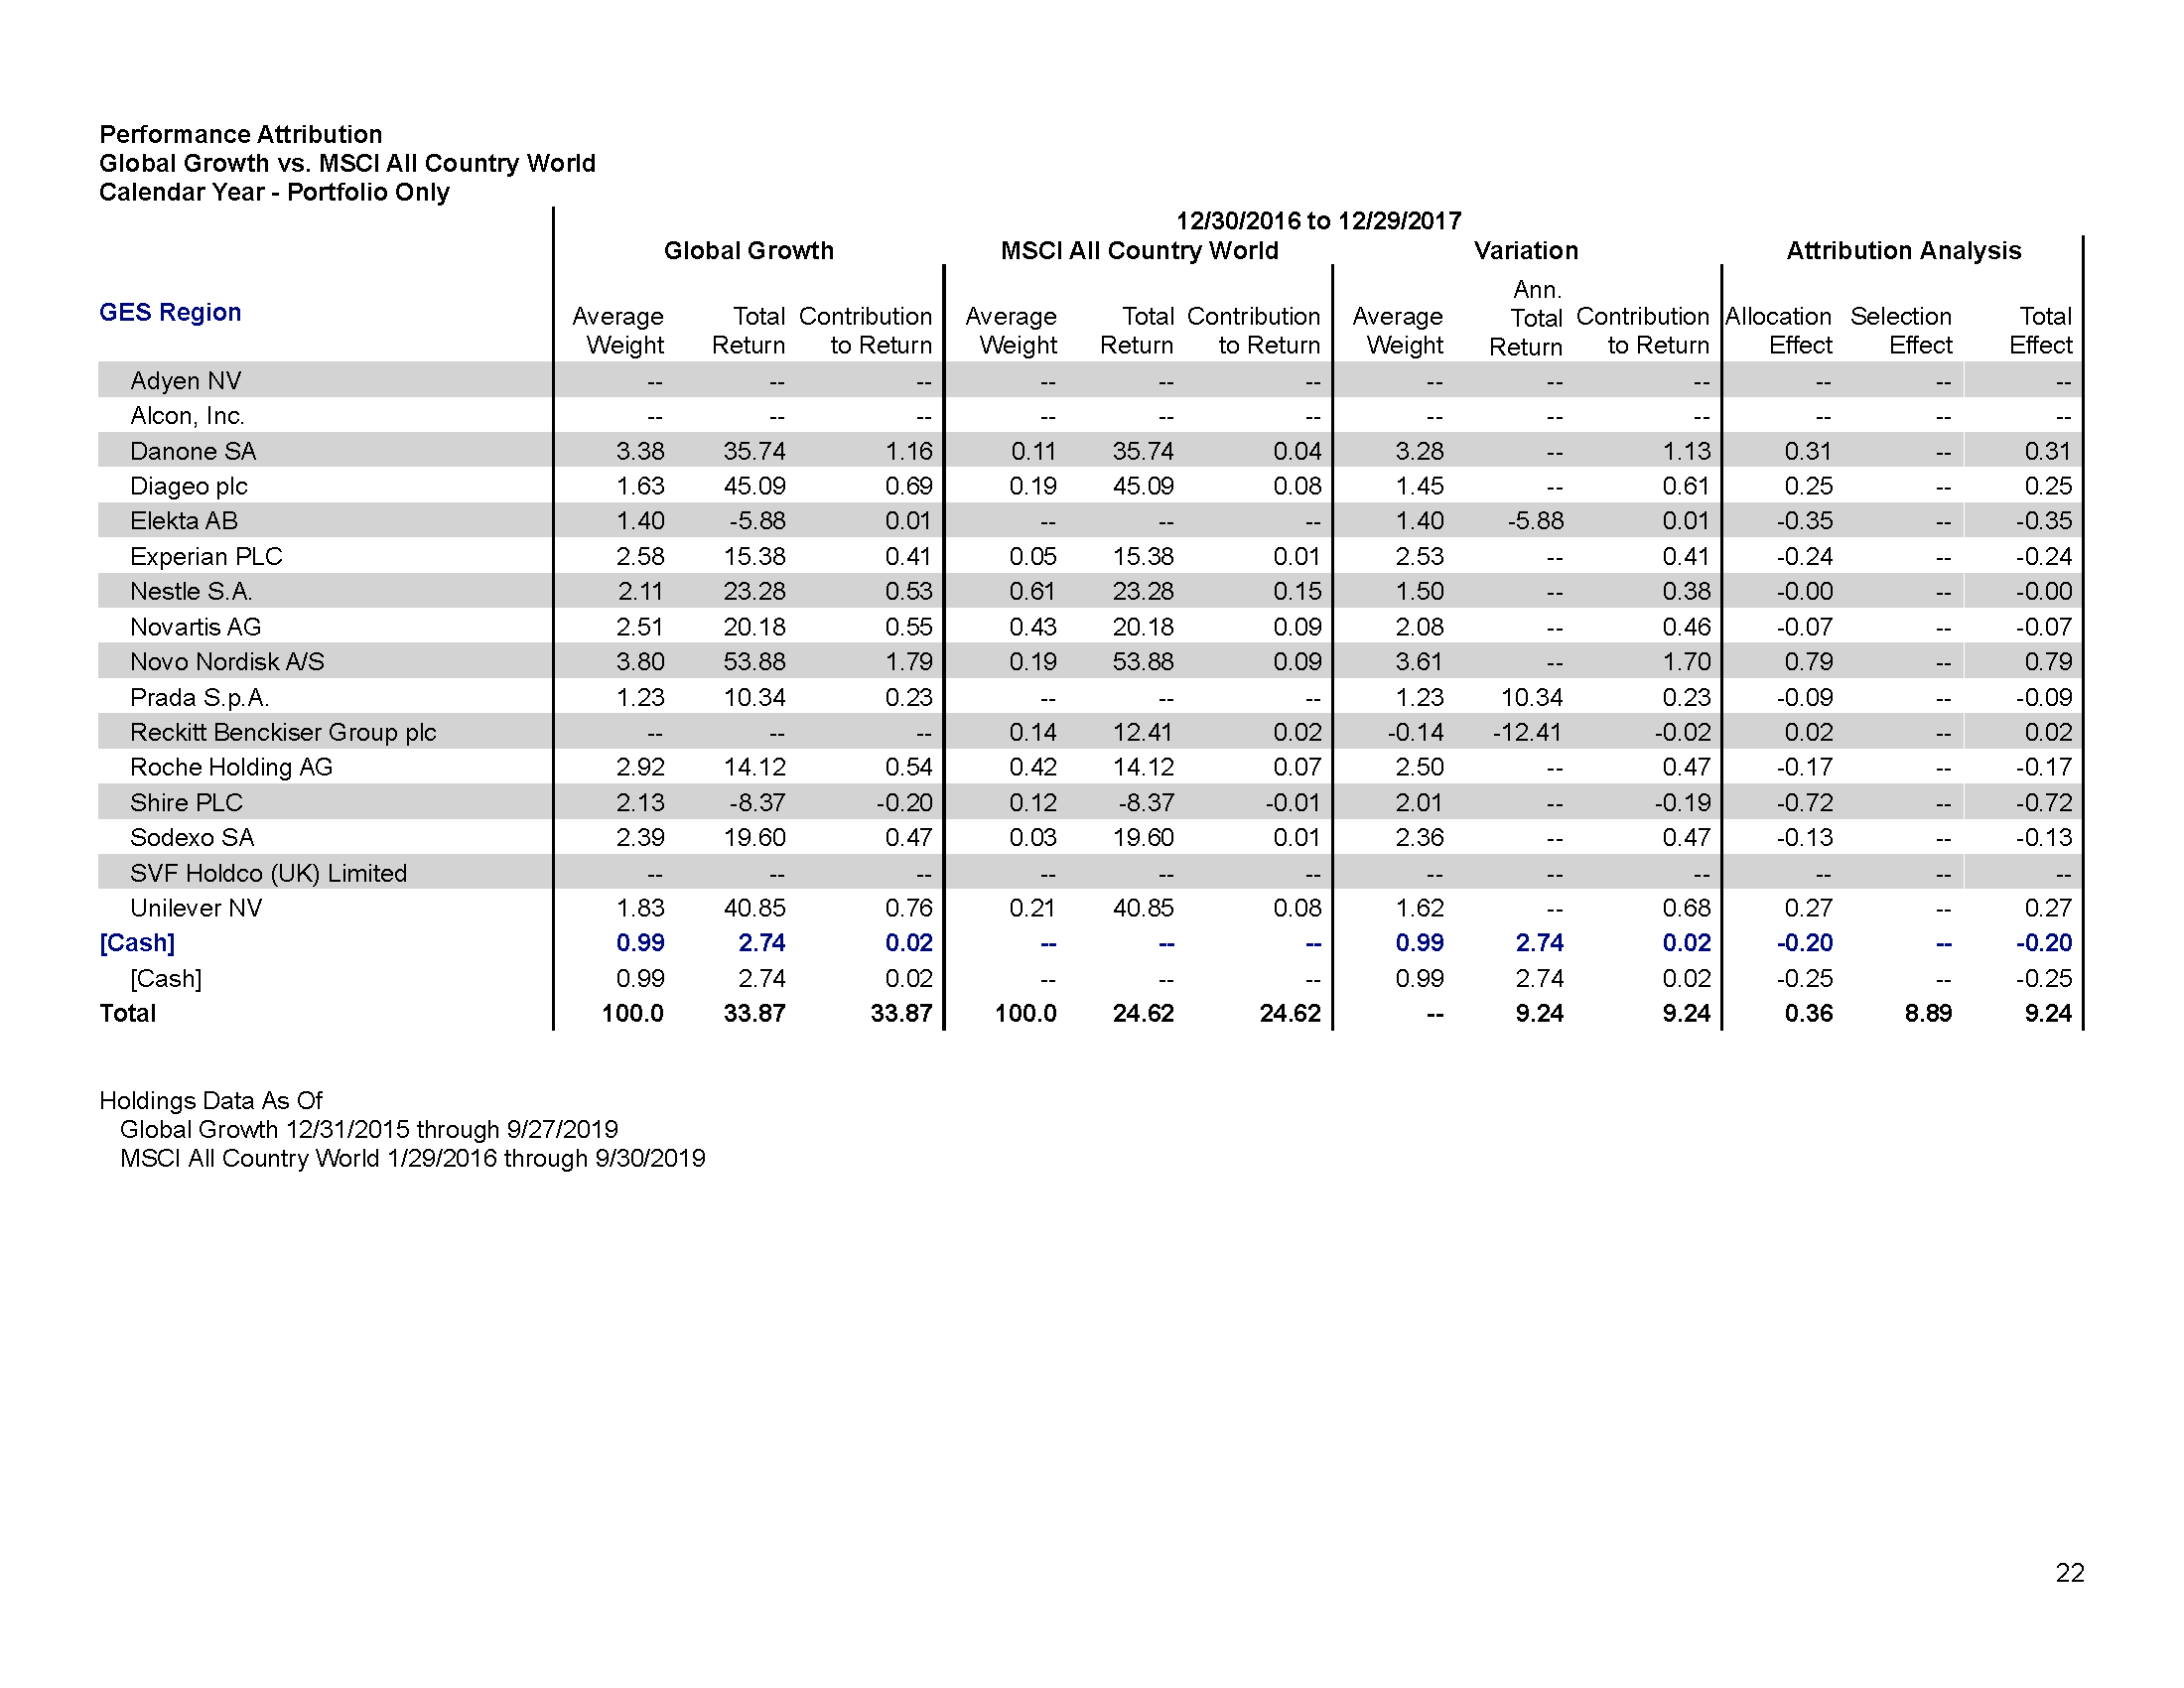 Performance Attribution
Global Growth vs. MSCI All Country World
Calendar Year - Portfolio Only
12/30/2016 to 12/29/2017
Global Growth MSCI All Country World Variation Attribution Analysis
GES Region Average Weight Total Return Contribution to Return Average Weight Total Return Contribution to Return Average Weight Ann. Total Return Contribution to Return Allocation Effect Selection Effect Total Effect
Adyen NV -- -- -- -- -- -- -- -- -- -- -- --
Alcon, Inc. -- -- -- -- -- -- -- -- -- -- -- --
Danone SA 3.38 35.74 1.16 0.11 35.74 0.04 3.28 -- 1.13 0.31 -- 0.31
Diageo plc 1.63 45.09 0.69 0.19 45.09 0.08 1.45 -- 0.61 0.25 -- 0.25
Elekta AB 1.40 -5.88 0.01 -- -- -- 1.40 -5.88 0.01 -0.35 -- -0.35
Experian PLC 2.58 15.38 0.41 0.05 15.38 0.01 2.53 -- 0.41 -0.24 -- -0.24
Nestle S.A. 2.11 23.28 0.53 0.61 23.28 0.15 1.50 -- 0.38 -0.00 -- -0.00
Novartis AG 2.51 20.18 0.55 0.43 20.18 0.09 2.08 -- 0.46 -0.07 -- -0.07
Novo Nordisk A/S 3.80 53.88 1.79 0.19 53.88 0.09 3.61 -- 1.70 0.79 -- 0.79
Prada S.p.A. 1.23 10.34 0.23 -- -- -- 1.23 10.34 0.23 -0.09 -- -0.09
Reckitt Benckiser Group plc -- -- -- 0.14 12.41 0.02 -0.14 -12.41 -0.02 0.02 -- 0.02
Roche Holding AG 2.92 14.12 0.54 0.42 14.12 0.07 2.50 -- 0.47 -0.17 -- -0.17
Shire PLC 2.13 -8.37 -0.20 0.12 -8.37 -0.01 2.01 -- -0.19 -0.72 -- -0.72
Sodexo SA 2.39 19.60 0.47 0.03 19.60 0.01 2.36 -- 0.47 -0.13 -- -0.13
SVF Holdco (UK) Limited -- -- -- -- -- -- -- -- -- -- -- --
Unilever NV 1.83 40.85 0.76 0.21 40.85 0.08 1.62 -- 0.68 0.27 -- 0.27
[Cash] 0.99 2.74 0.02 -- -- -- 0.99 2.74 0.02 -0.20 -- -0.20
[Cash] 0.99 2.74 0.02 -- -- -- 0.99 2.74 0.02 -0.25 -- -0.25
Total 100.0 33.87 33.87 100.0 24.62 24.62 -- 9.24 9.24 0.36 8.89 9.24
Holdings Data As Of
Global Growth 12/31/2015 through 9/27/2019
MSCI All Country World 1/29/2016 through 9/30/2019
22